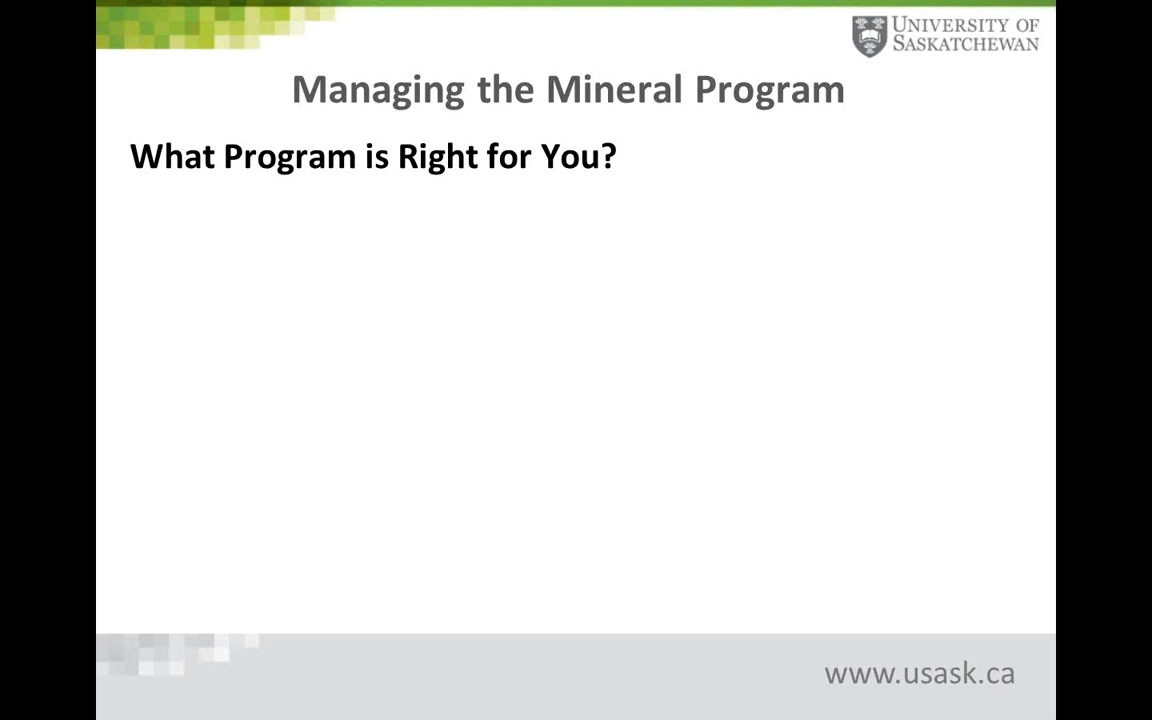 UNIVERSITY OF
SASKATCHEWAN
Managing the Mineral Program
What Program is Right for You?
www.usask.ca